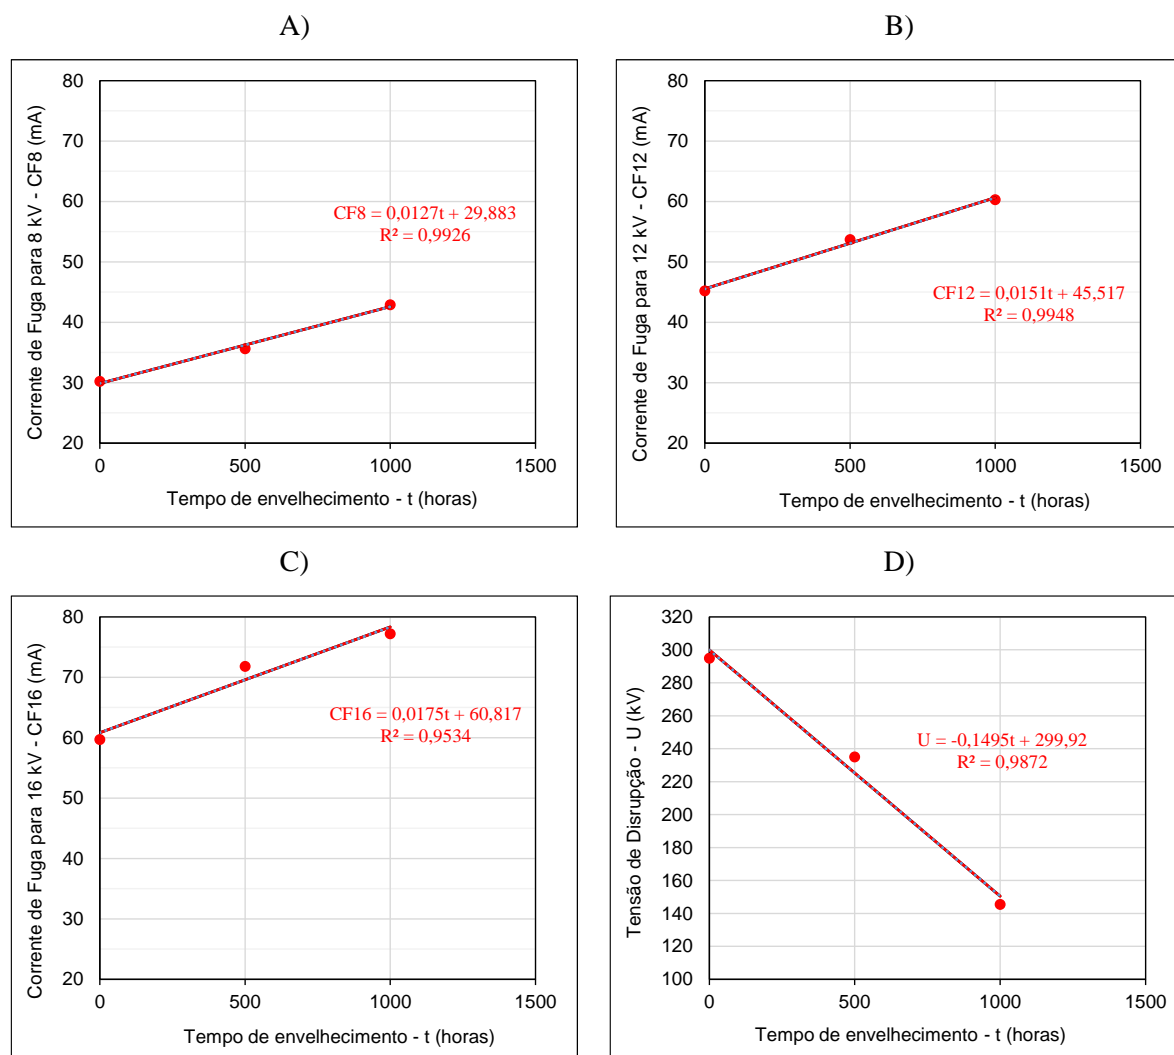 A)
Corrente de Fuga para 8 kV - CF8 (mA)
80
70
60
50
40
30
20
CF8 = 0,0127t + 29,883
R² = 0,9926
0
500
1000
1500
Tempo de envelhecimento - t (horas)
B)
Corrente de Fuga para 12 kV - CF12 (mA)
80
70
60
50
40
30
20
CF12 = 0,0151t + 45,517
R² = 0,9948
0
500
1000
1500
Tempo de envelhecimento - t (horas)
C)
Corrente de Fuga para 16 kV - CF16 (mA)
80
70
60
50
40
30
20
CF16 = 0,0175t + 60,817
R² = 0,9534
0
500
1000
1500
Tempo de envelhecimento - t (horas)
D)
Tensão de Disrupção - U (kV)
320
300
280
260
240
220
200
180
160
140
120
100
U = -0,1495t + 299,92
R² = 0,9872
0
500
1000
1500
Tempo de envelhecimento - t (horas)